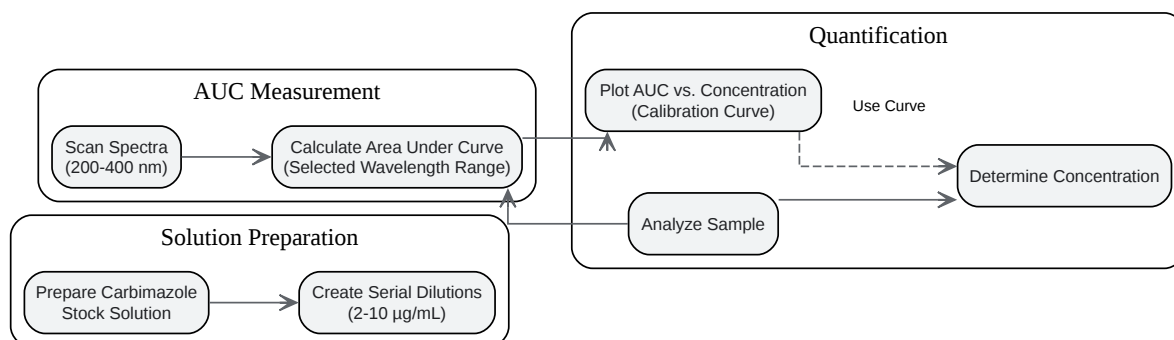 Quantification
AUC Measurement
Plot AUC vs. Concentration
(Calibration Curve)
Use Curve
Scan Spectra
(200-400 nm)
Calculate Area Under Curve
(Selected Wavelength Range)
Determine Concentration
Analyze Sample
Solution Preparation
Prepare Carbimazole
Stock Solution
Create Serial Dilutions
(2-10 µg/mL)